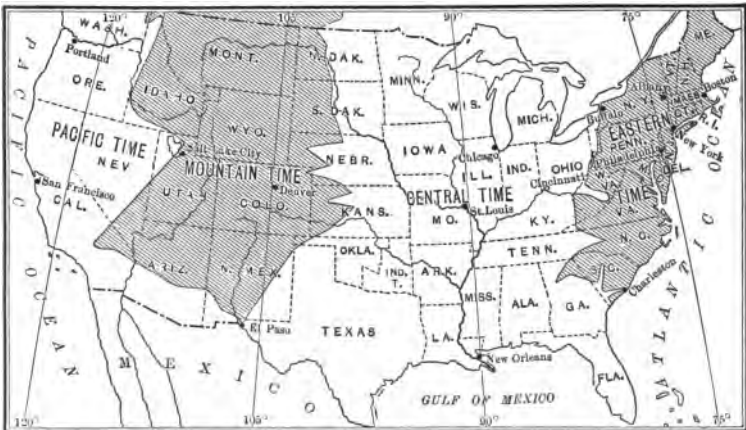 120°
105°
90°
75°
WASH.
Portland
ORE.
IDAHO
MONT.
N. DAK.
S. DAK.
MINN.
WIS.
MICH.
ME.
VT.
N.H.
Albany
MASS.
Boston
R. I.
Buffalo
N. Y.
New York
EASTERN
PENN.
Philadelphia
DEL.
TIME
W. VA.
VA.
N. C.
S. C.
Charleston
PACIFIC TIME
NEV
San Francisco
CAL.
Salt Lake City
WYO.
MOUNTAIN TIME
UTA
Denver
COLO.
NEBR.
IOWA
Chicago
ILL.
IND.
OHIO
Cincinnati
CENTRAL TIME
St. Louis
KANS.
MO.
KY.
TENN.
ARIZ.
N. MEX.
OKLA.
IND. T.
ARK.
MISS.
ALA.
GA.
El Paso
TEXAS
LA.
New Orleans
FLA.
PACIFIC OCEAN
MEXICO
GULF OF MEXICO
ATLANTIC OCEAN
120°
105°
90°
75°